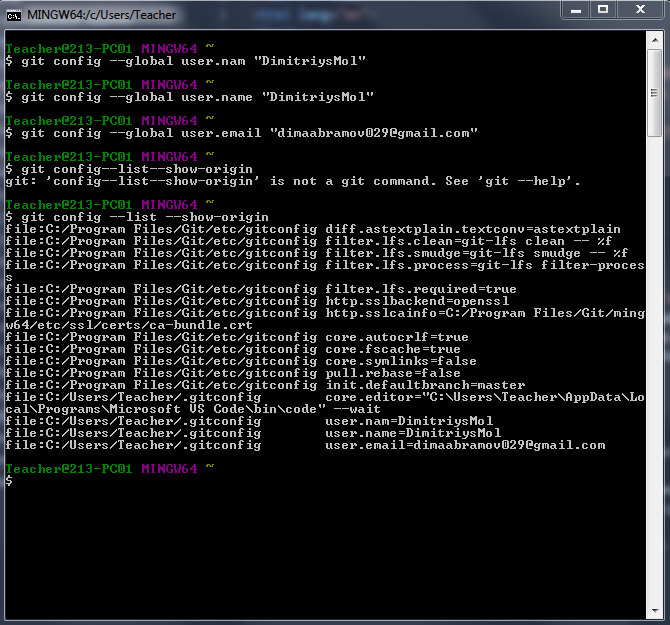 MINGW64:/c/Users/Teacher
Teacher@213-PC01 MINGW64 ~
$ git config --global user.nam "DimitriysMol"
Teacher@213-PC01 MINGW64 ~
$ git config --global user.name "DimitriysMol"
Teacher@213-PC01 MINGW64 ~
$ git config --global user.email "dimaabramov029@gmail.com"
Teacher@213-PC01 MINGW64 ~
$ git config--list--show-origin
git: 'config--list--show-origin' is not a git command. See 'git --help'.
Teacher@213-PC01 MINGW64 ~
$ git config --list --show-origin
file:C:/Program Files/Git/etc/gitconfig diff.astextplain.textconv=astextplain
file:C:/Program Files/Git/etc/gitconfig filter.lfs.clean=git-lfs clean -- %f
file:C:/Program Files/Git/etc/gitconfig filter.lfs.smudge=git-lfs smudge -- %f
file:C:/Program Files/Git/etc/gitconfig filter.lfs.process=git-lfs filter-proces
s
file:C:/Program Files/Git/etc/gitconfig filter.lfs.required=true
file:C:/Program Files/Git/etc/gitconfig http.sslbackend=openssl
file:C:/Program Files/Git/etc/gitconfig http.sslcainfo=C:/Program Files/Git/ming
w64/etc/ssl/certs/ca-bundle.crt
file:C:/Program Files/Git/etc/gitconfig core.autocrlf=true
file:C:/Program Files/Git/etc/gitconfig core.fscache=true
file:C:/Program Files/Git/etc/gitconfig core.symlinks=false
file:C:/Program Files/Git/etc/gitconfig pull.rebase=false
file:C:/Program Files/Git/etc/gitconfig init.defaultbranch=master
file:C:/Users/Teacher/.gitconfig        core.editor="C:\Users\Teacher\AppData\Lo
cal\Programs\Microsoft VS Code\bin\code" --wait
file:C:/Users/Teacher/.gitconfig        user.nam=DimitriysMol
file:C:/Users/Teacher/.gitconfig        user.name=DimitriysMol
file:C:/Users/Teacher/.gitconfig        user.email=dimaabramov029@gmail.com
Teacher@213-PC01 MINGW64 ~
$